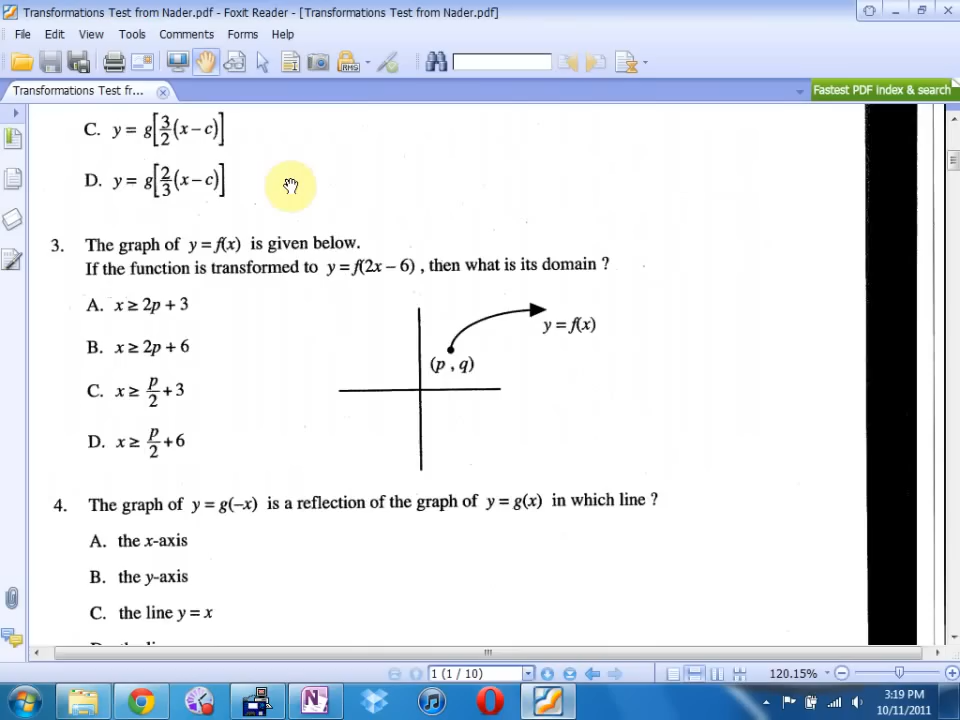 Transformations Test from Nader.pdf - Foxit Reader - [Transformations Test from Nader.pdf]
File Edit View Tools Comments Forms Help
RMS
Transformations Test fr... Fastest PDF index & search
C. y = g[3/2(x – c)]
D. y = g[2/3(x – c)]
3. The graph of y = f(x) is given below.
If the function is transformed to y = f(2x – 6) , then what is its domain ?
A. x ≥ 2p + 3
B. x ≥ 2p + 6
C. x ≥ p/2 + 3
D. x ≥ p/2 + 6
y = f(x)
(p , q)
4. The graph of y = g(–x) is a reflection of the graph of y = g(x) in which line ?
A. the x-axis
B. the y-axis
C. the line y = x
1 (1 / 10) 120.15%
3:19 PM
10/11/2011